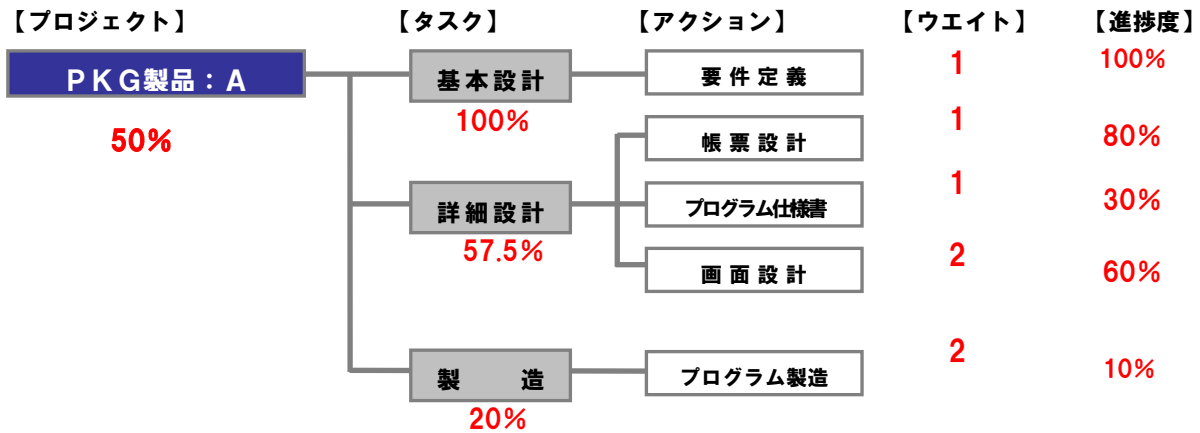 【プロジェクト】 【タスク】 【アクション】 【ウエイト】 【進捗度】
ＰＫＧ製品：Ａ 基本設計 要件定義 1 100%
50% 100%
帳票設計 1 80%
詳細設計 プログラム仕様書 1 30%
57.5%
画面設計 2 60%
製造 プログラム製造 2 10%
20%